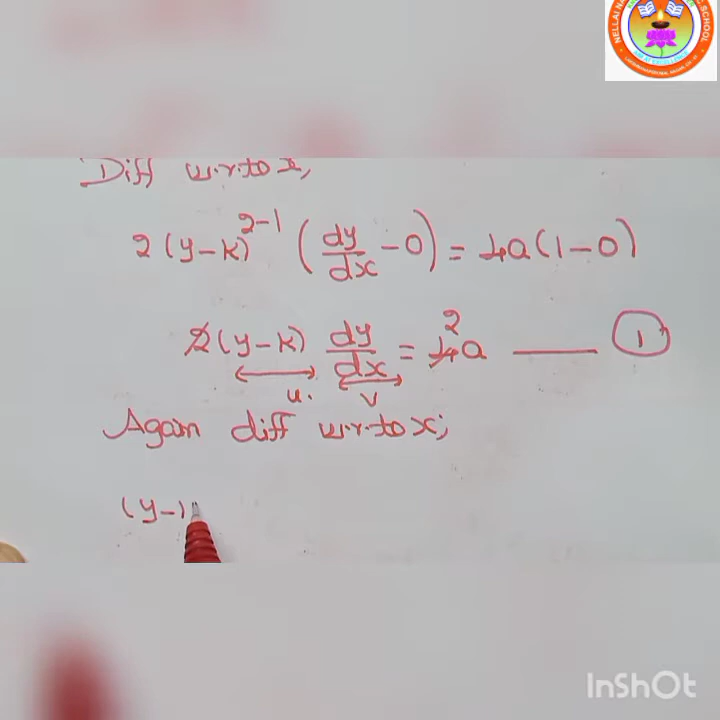 Diff w.r.to x,
2(y-k)^{2-1} (dy/dx - 0) = 4a(1-0)
2(y-k) dy/dx = 4a 2 —— (1)
u. v
Again diff w.r.to x;
(y-
InShOt